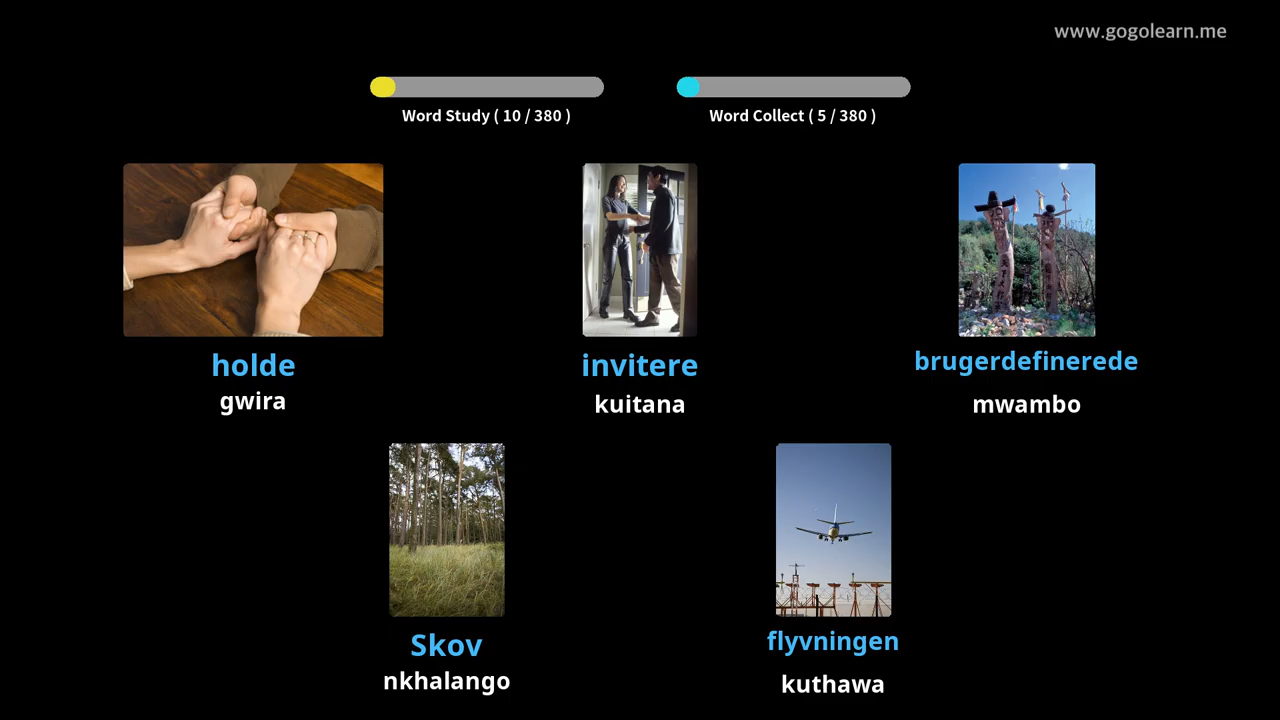 www.gogolearn.me
Word Study ( 10 / 380 )
Word Collect ( 5 / 380 )
holde
gwira
invitere
kuitana
brugerdefinerede
mwambo
Skov
nkhalango
flyvningen
kuthawa